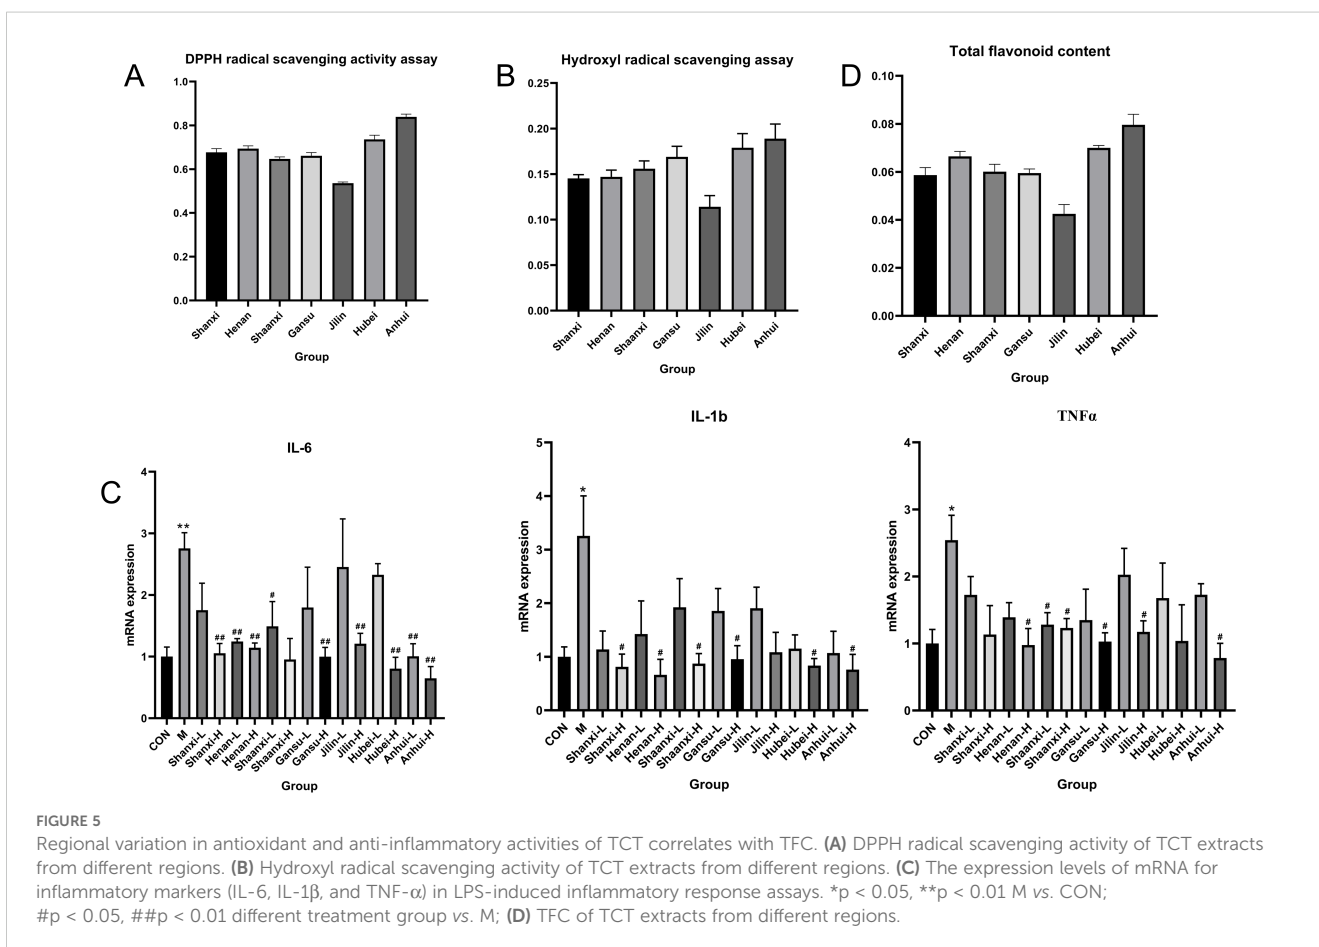 A
DPPH radical scavenging activity assay
1.0
0.8
0.6
0.4
0.2
0.0
Shanxi
Henan
Shaanxi
Gansu
Jilin
Hubei
Anhui
Group
B
Hydroxyl radical scavenging assay
0.25
0.20
0.15
0.10
0.05
0.00
Shanxi
Henan
Shaanxi
Gansu
Jilin
Hubei
Anhui
Group
D
Total flavonoid content
0.10
0.08
0.06
0.04
0.02
0.00
Shanxi
Henan
Shaanxi
Gansu
Jilin
Hubei
Anhui
Group
C
IL-6
mRNA expression
4
3
2
1
0
**
##
##
##
#
##
##
##
##
##
CON
M
Shanxi-L
Shanxi-H
Henan-L
Henan-H
Shaanxi-L
Shaanxi-H
Gansu-L
Gansu-H
Jilin-L
Jilin-H
Hubei-L
Hubei-H
Anhui-L
Anhui-H
Group
IL-1b
mRNA expression
5
4
3
2
1
0
*
#
#
#
#
#
#
CON
M
Shanxi-L
Shanxi-H
Henan-L
Henan-H
Shaanxi-L
Shaanxi-H
Gansu-L
Gansu-H
Jilin-L
Jilin-H
Hubei-L
Hubei-H
Anhui-L
Anhui-H
Group
TNFα
mRNA expression
4
3
2
1
0
*
#
#
#
#
#
#
CON
M
Shanxi-L
Shanxi-H
Henan-L
Henan-H
Shaanxi-L
Shaanxi-H
Gansu-L
Gansu-H
Jilin-L
Jilin-H
Hubei-L
Hubei-H
Anhui-L
Anhui-H
Group
FIGURE 5
Regional variation in antioxidant and anti-inflammatory activities of TCT correlates with TFC. (A) DPPH radical scavenging activity of TCT extracts
from different regions. (B) Hydroxyl radical scavenging activity of TCT extracts from different regions. (C) The expression levels of mRNA for
inflammatory markers (IL-6, IL-1β, and TNF-α) in LPS-induced inflammatory response assays. *p < 0.05, **p < 0.01 M vs. CON;
#p < 0.05, ##p < 0.01 different treatment group vs. M; (D) TFC of TCT extracts from different regions.